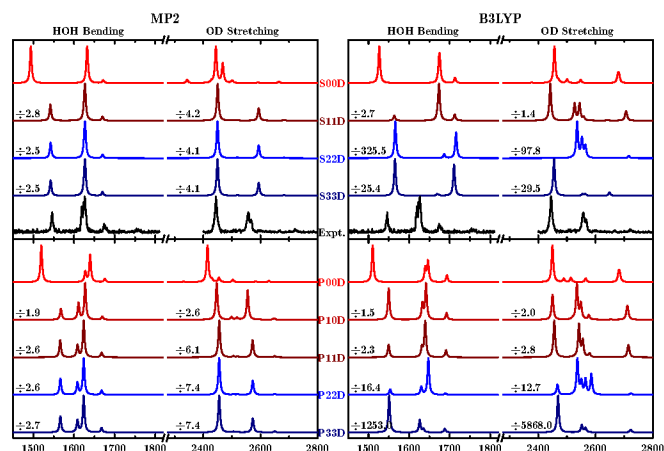 MP2 B3LYP
HOH Bending OD Stretching HOH Bending OD Stretching
S00D
÷2.8 ÷4.2 S11D ÷2.7 ÷1.4
÷2.5 ÷4.1 S22D ÷325.5 ÷97.8
÷2.5 ÷4.1 S33D ÷25.4 ÷29.5
Expt.
P00D
÷1.9 ÷2.6 P10D ÷1.5 ÷2.0
÷2.6 ÷6.1 P11D ÷2.3 ÷2.8
÷2.6 ÷7.4 P22D ÷16.4 ÷12.7
÷2.7 ÷7.4 P33D ÷1253. ÷5868.0
1500 1600 1700 1800 2400 2600 2800 1500 1600 1700 1800 2400 2600 2800